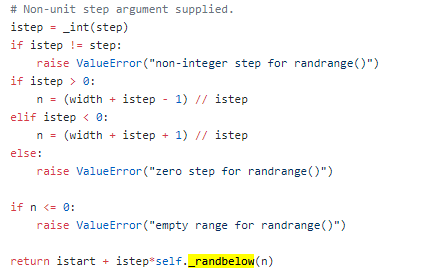 # Non-unit step argument supplied.
istep = _int(step)
if istep != step:
    raise ValueError("non-integer step for randrange()")
if istep > 0:
    n = (width + istep - 1) // istep
elif istep < 0:
    n = (width + istep + 1) // istep
else:
    raise ValueError("zero step for randrange()")

if n <= 0:
    raise ValueError("empty range for randrange()")

return istart + istep*self._randbelow(n)